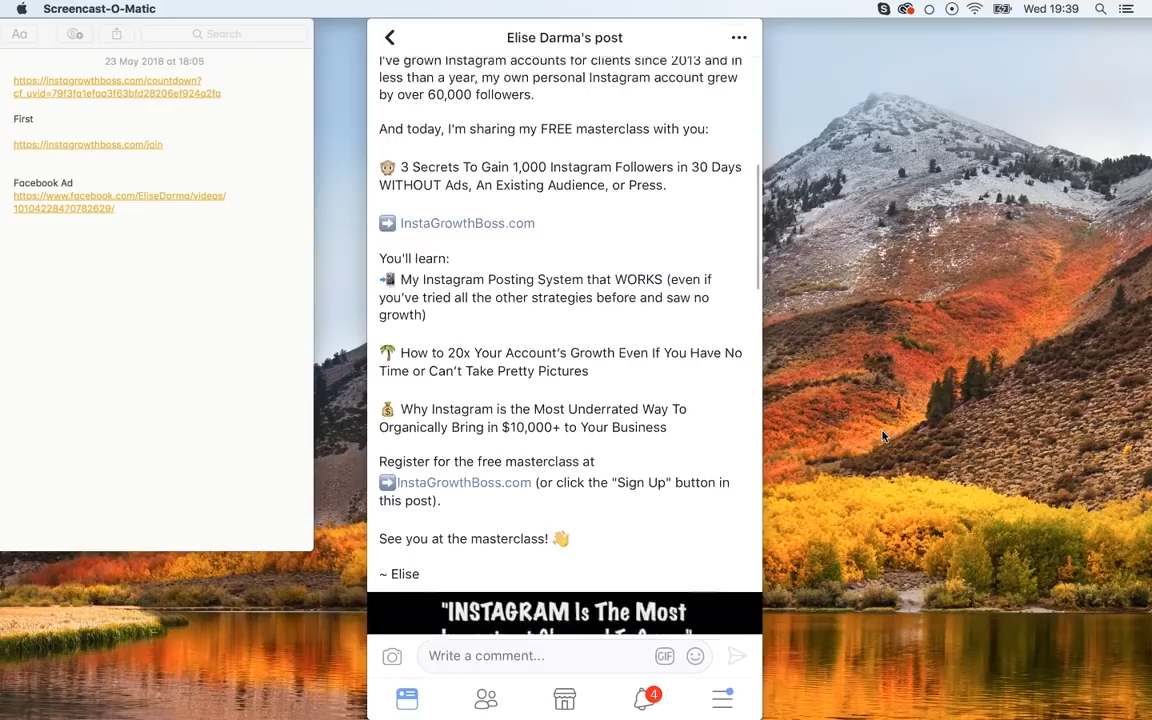 Screencast-O-Matic
Wed 19:39
Aa
Search
23 May 2018 at 18:05
https://instagrowthboss.com/countdown?
cf_uvid=79f3fa1efaa3f63bfd28206ef924a2fa
First
https://instagrowthboss.com/join
Facebook Ad
https://www.facebook.com/EliseDarma/videos/
10104228470782629/
Elise Darma's post
I've grown Instagram accounts for clients since 2013 and in
less than a year, my own personal Instagram account grew
by over 60,000 followers.
And today, I'm sharing my FREE masterclass with you:
🐵 3 Secrets To Gain 1,000 Instagram Followers in 30 Days
WITHOUT Ads, An Existing Audience, or Press.
➡️ InstaGrowthBoss.com
You'll learn:
📲 My Instagram Posting System that WORKS (even if
you've tried all the other strategies before and saw no
growth)
🌴 How to 20x Your Account's Growth Even If You Have No
Time or Can't Take Pretty Pictures
💰 Why Instagram is the Most Underrated Way To
Organically Bring in $10,000+ to Your Business
Register for the free masterclass at
➡️InstaGrowthBoss.com (or click the "Sign Up" button in
this post).
See you at the masterclass! 👋
~ Elise
"INSTAGRAM Is The Most
Write a comment...
GIF
4